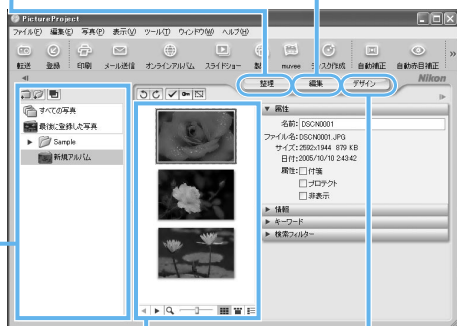 PictureProject
ファイル(F) 編集(E) 写真(P) 表示(V) ツール(T) ウィンドウ(W) ヘルプ(H)
転送 登録 印刷 メール送信 オンラインアルバム スライドショー muvee ディスク作成 自動補正 自動赤目補正
整理 編集 デザイン Nikon
すべての写真
最後に登録した写真
Sample
新規アルバム
属性
名前: DSCN0001
ファイル名: DSCN0001.JPG
サイズ: 2592x1944 879 KB
日付: 2005/10/10 24342
属性: 付箋
プロテクト
非表示
情報
キーワード
検索フィルター